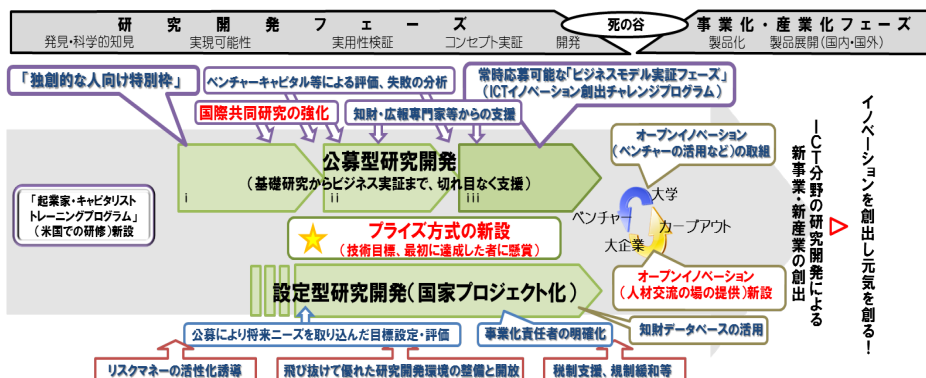 研究開発フェーズ
死の谷
事業化・産業化フェーズ
発見・科学的知見
実現可能性
実用性検証
コンセプト実証
開発
製品化
製品展開(国内・国外)
「独創的な人向け特別枠」
ベンチャーキャピタル等による評価、失敗の分析
常時応募可能な「ビジネスモデル実証フェーズ」
(ICTイノベーション創出チャレンジプログラム)
国際共同研究の強化
知財・広報専門家等からの支援
公募型研究開発
(基礎研究からビジネス実証まで、切れ目なく支援)
i
ii
iii
オープンイノベーション
(ベンチャーの活用など)の取組
「起業家・キャピタリスト
トレーニングプログラム」
(米国での研修)新設
大学
ベンチャー
カーブアウト
大企業
プライズ方式の新設
(技術目標、最初に達成した者に懸賞)
オープンイノベーション
(人材交流の場の提供)新設
設定型研究開発(国家プロジェクト化)
公募により将来ニーズを取り込んだ目標設定・評価
事業化責任者の明確化
知財データベースの活用
リスクマネーの活性化誘導
飛び抜けて優れた研究開発環境の整備と開放
税制支援、規制緩和等
ICT分野の研究開発による
新事業・新産業の創出
イノベーションを創出し元気を創る!